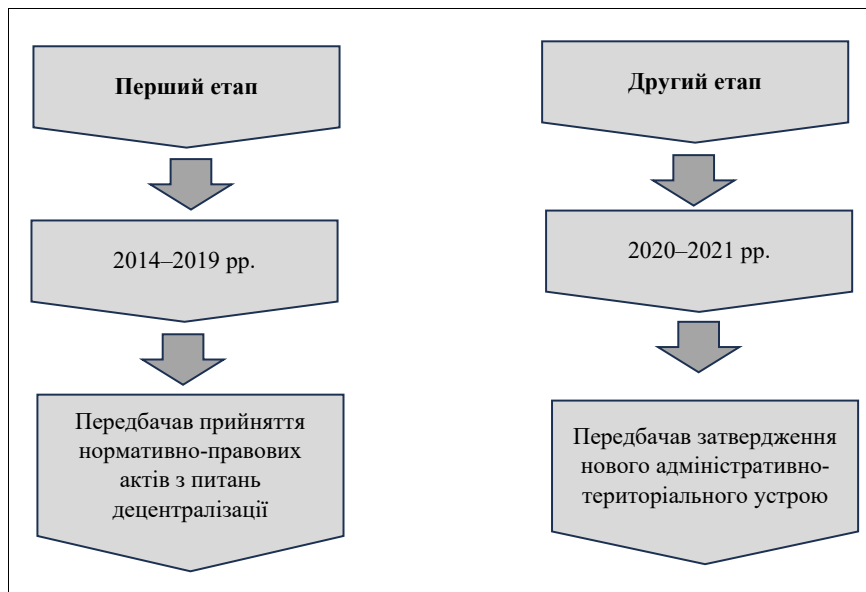 Перший етап
2014–2019 рр.
Передбачав прийняття
нормативно-правових
актів з питань
децентралізації
Другий етап
2020–2021 рр.
Передбачав затвердження
нового адміністративно-
територіального устрою